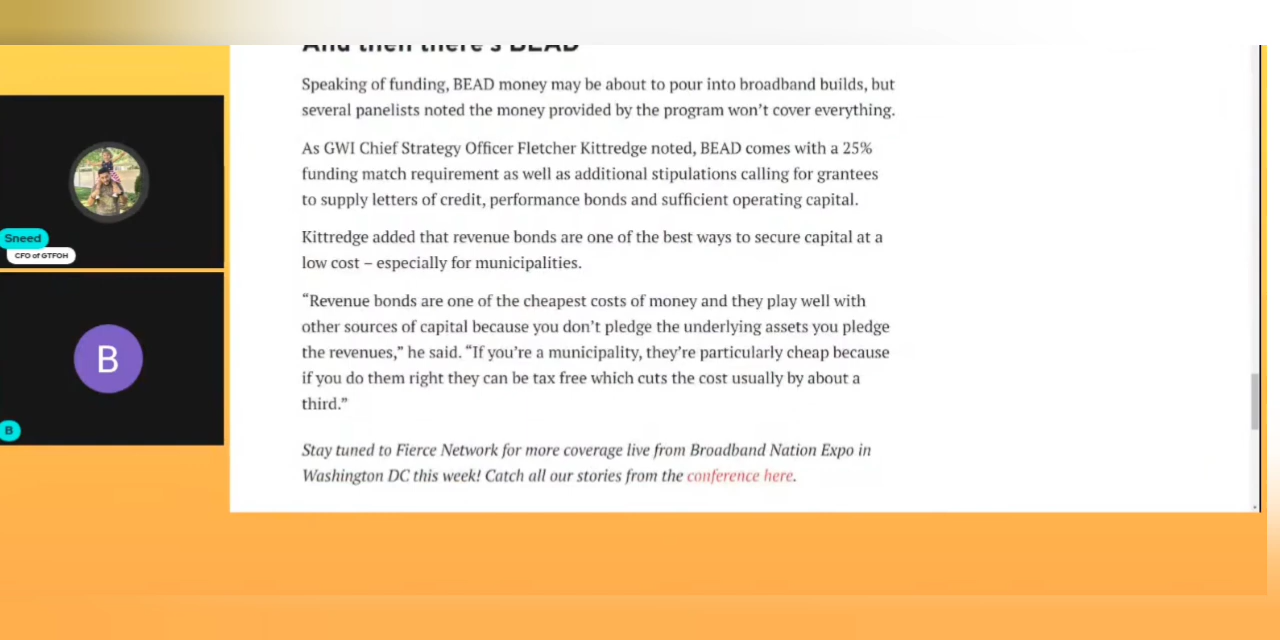 And then there's BEAD
Speaking of funding, BEAD money may be about to pour into broadband builds, but
several panelists noted the money provided by the program won’t cover everything.
As GWI Chief Strategy Officer Fletcher Kittredge noted, BEAD comes with a 25%
funding match requirement as well as additional stipulations calling for grantees
to supply letters of credit, performance bonds and sufficient operating capital.
Kittredge added that revenue bonds are one of the best ways to secure capital at a
low cost – especially for municipalities.
“Revenue bonds are one of the cheapest costs of money and they play well with
other sources of capital because you don’t pledge the underlying assets you pledge
the revenues,” he said. “If you’re a municipality, they’re particularly cheap because
if you do them right they can be tax free which cuts the cost usually by about a
third.”
Stay tuned to Fierce Network for more coverage live from Broadband Nation Expo in
Washington DC this week! Catch all our stories from the conference here.
Sneed
CFO of GTFOH
B
B